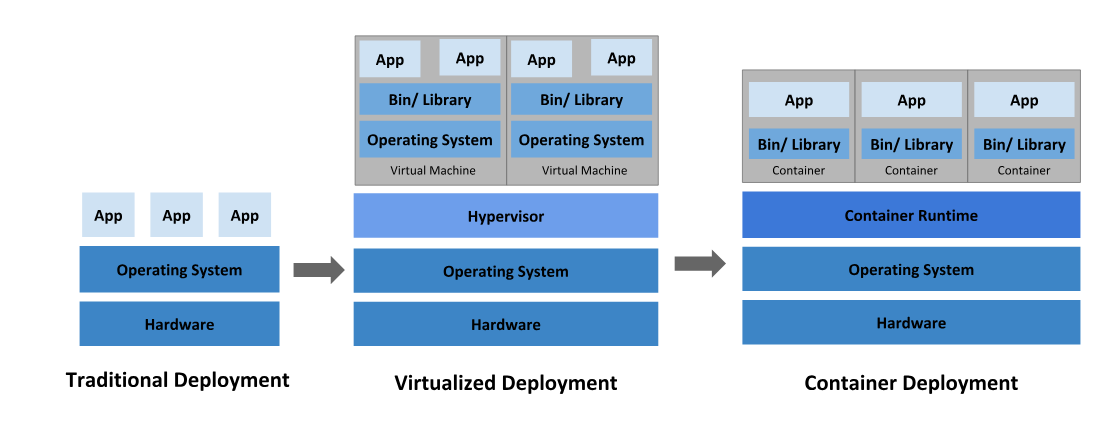 App
App
App
Operating System
Hardware
Traditional Deployment
App
App
Bin/ Library
Operating System
Virtual Machine
App
App
Bin/ Library
Operating System
Virtual Machine
Hypervisor
Operating System
Hardware
Virtualized Deployment
App
Bin/ Library
Container
App
Bin/ Library
Container
App
Bin/ Library
Container
Container Runtime
Operating System
Hardware
Container Deployment